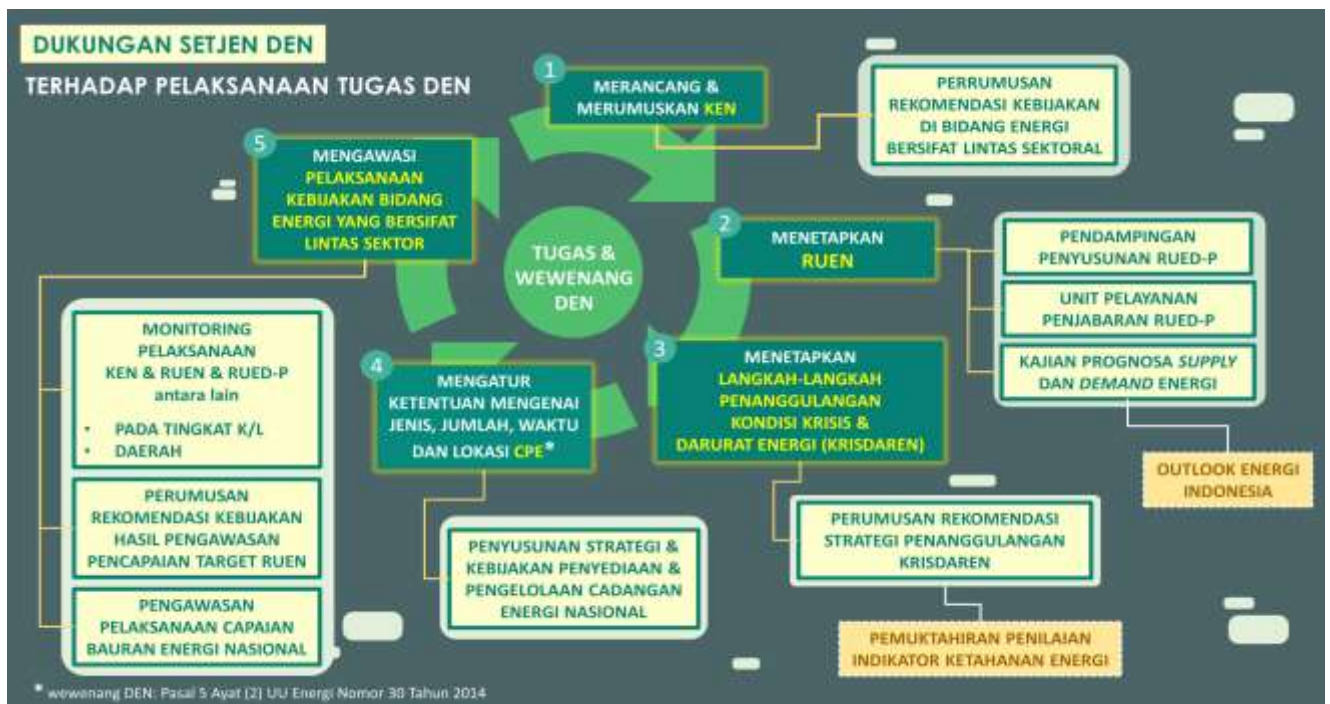 DUKUNGAN SETJEN DEN
TERHADAP PELAKSANAAN TUGAS DEN
1
MERANCANG &
MERUMUSKAN KEN
PERRUMUSAN
REKOMENDASI KEBIJAKAN
DI BIDANG ENERGI
BERSIFAT LINTAS SEKTORAL
5
MENGAWASI
PELAKSANAAN
KEBIJAKAN BIDANG
ENERGI YANG BERSIFAT
LINTAS SEKTOR
TUGAS &
WEWENANG
DEN
2
MENETAPKAN
RUEN
PENDAMPINGAN
PENYUSUNAN RUED-P
UNIT PELAYANAN
PENJABARAN RUED-P
KAJIAN PROGNOSA SUPPLY
DAN DEMAND ENERGI
OUTLOOK ENERGI
INDONESIA
3
MENETAPKAN
LANGKAH-LANGKAH
PENANGGULANGAN
KONDISI KRISIS &
DARURAT ENERGI (KRISDAREN)
4
MENGATUR
KETENTUAN MENGENAI
JENIS, JUMLAH, WAKTU
DAN LOKASI CPE*
MONITORING
PELAKSANAAN
KEN & RUEN & RUED-P
antara lain
• PADA TINGKAT K/L
• DAERAH
PERUMUSAN
REKOMENDASI KEBIJAKAN
HASIL PENGAWASAN
PENCAPAIAN TARGET RUEN
PENGAWASAN
PELAKSANAAN CAPAIAN
BAURAN ENERGI NASIONAL
PENYUSUNAN STRATEGI &
KEBIJAKAN PENYEDIAAN &
PENGELOLAAN CADANGAN
ENERGI NASIONAL
PERUMUSAN REKOMENDASI
STRATEGI PENANGGULANGAN
KRISDAREN
PEMUKTAHIRAN PENILAIAN
INDIKATOR KETAHANAN ENERGI
* wewenang DEN: Pasal 5 Ayat (2) UU Energi Nomor 30 Tahun 2014